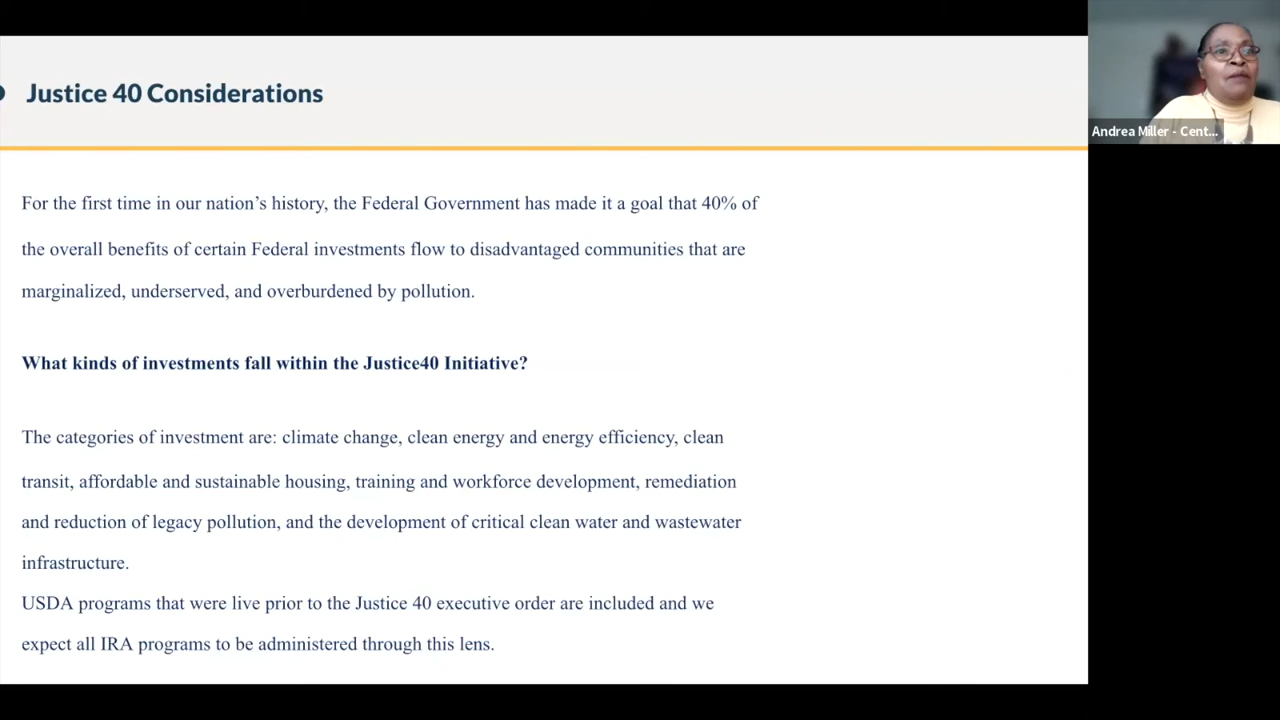 Justice 40 Considerations
Andrea Miller - Cent...
For the first time in our nation’s history, the Federal Government has made it a goal that 40% of
the overall benefits of certain Federal investments flow to disadvantaged communities that are
marginalized, underserved, and overburdened by pollution.
What kinds of investments fall within the Justice40 Initiative?
The categories of investment are: climate change, clean energy and energy efficiency, clean
transit, affordable and sustainable housing, training and workforce development, remediation
and reduction of legacy pollution, and the development of critical clean water and wastewater
infrastructure.
USDA programs that were live prior to the Justice 40 executive order are included and we
expect all IRA programs to be administered through this lens.